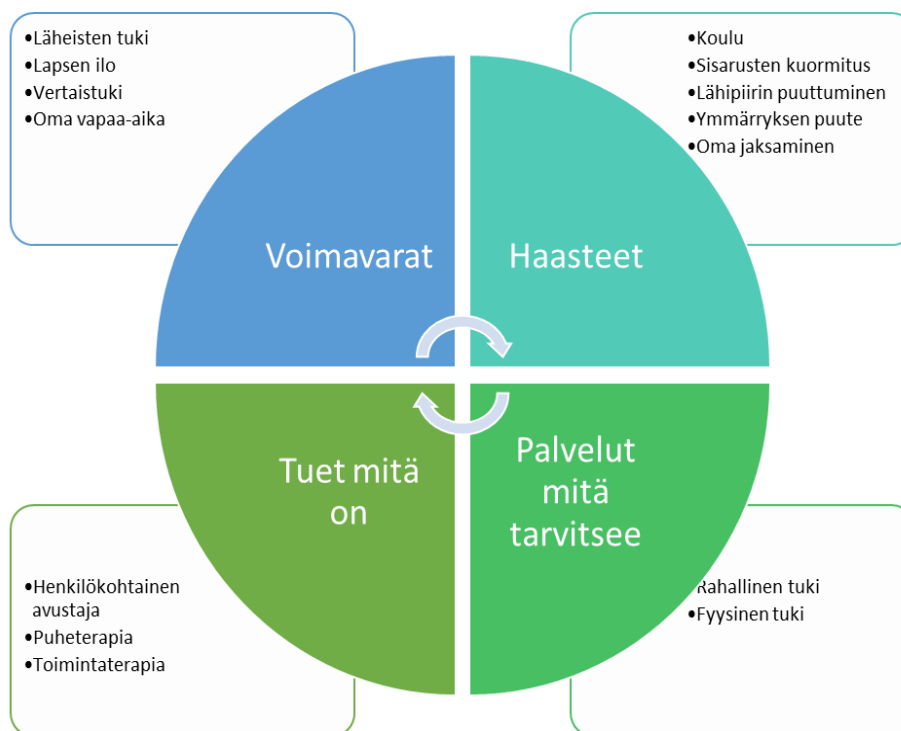 •Läheisten tuki
•Lapsen ilo
•Vertaistuki
•Oma vapaa-aika
•Koulu
•Sisarusten kuormitus
•Lähipiirin puuttuminen
•Ymmärryksen puute
•Oma jaksaminen
Voimavarat
Haasteet
Tuet mitä
on
Palvelut
mitä
tarvitsee
•Henkilökohtainen
avustaja
•Puheterapia
•Toimintaterapia
Rahallinen tuki
•Fyysinen tuki